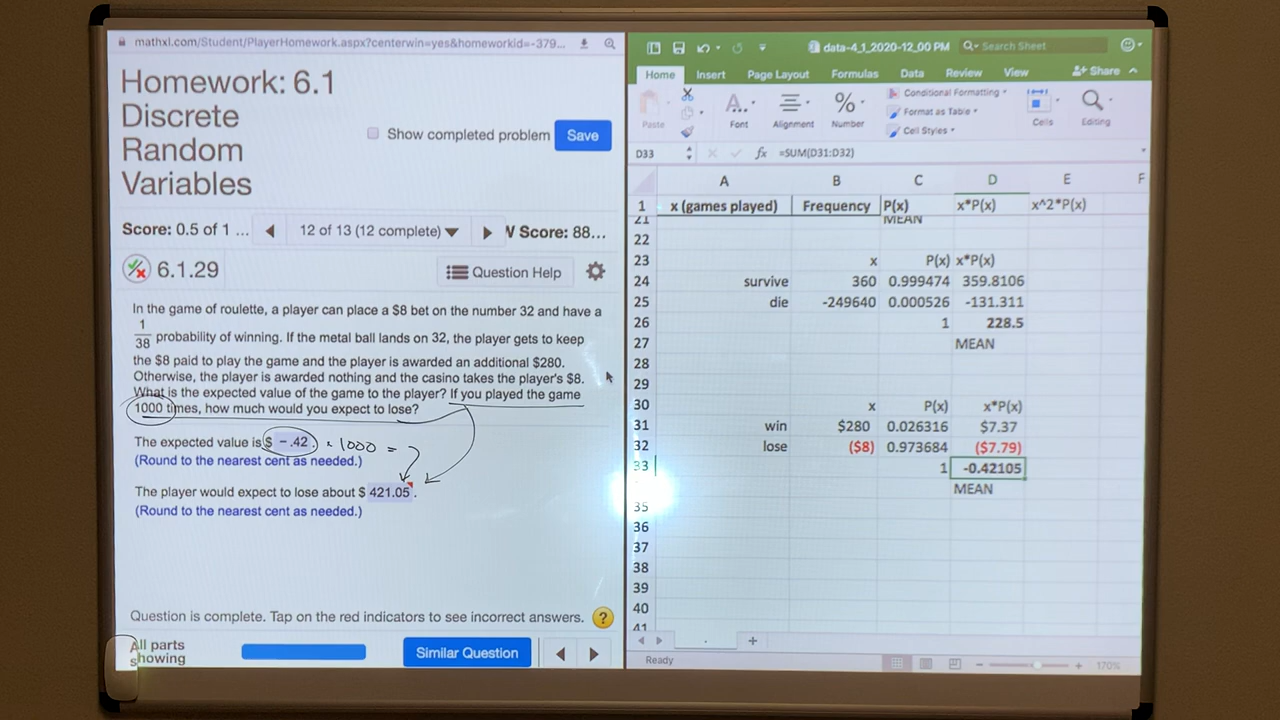 mathxl.com/Student/PlayerHomework.aspx?centerwin=yes&homeworkid=-379...
Homework: 6.1
Discrete
Random
Variables
Show completed problem
Save
Score: 0.5 of 1 ...
12 of 13 (12 complete)
Score: 88...
6.1.29
Question Help
In the game of roulette, a player can place a $8 bet on the number 32 and have a
1
38 probability of winning. If the metal ball lands on 32, the player gets to keep
the $8 paid to play the game and the player is awarded an additional $280.
Otherwise, the player is awarded nothing and the casino takes the player's $8.
What is the expected value of the game to the player? If you played the game
1000 times, how much would you expect to lose?
The expected value is $ -.42. × 1000 = ?
(Round to the nearest cent as needed.)
The player would expect to lose about $ 421.05.
(Round to the nearest cent as needed.)
Question is complete. Tap on the red indicators to see incorrect answers. ?
All parts
showing
Similar Question
data-4_1_2020-12_00 PM
Search Sheet
Home Insert Page Layout Formulas Data Review View Share
Paste Font Alignment % Number
Conditional Formatting
Format as Table
Cell Styles
Cells Editing
D33 fx =SUM(D31:D32)
A B C D E F
1 x (games played) Frequency P(x) x*P(x) x^2*P(x)
21 MEAN
22
23 x P(x) x*P(x)
24 survive 360 0.999474 359.8106
25 die -249640 0.000526 -131.311
26 1 228.5
27 MEAN
28
29
30 x P(x) x*P(x)
31 win $280 0.026316 $7.37
32 lose ($8) 0.973684 ($7.79)
33 1 -0.42105
MEAN
35
36
37
38
39
40
41
Ready
170%